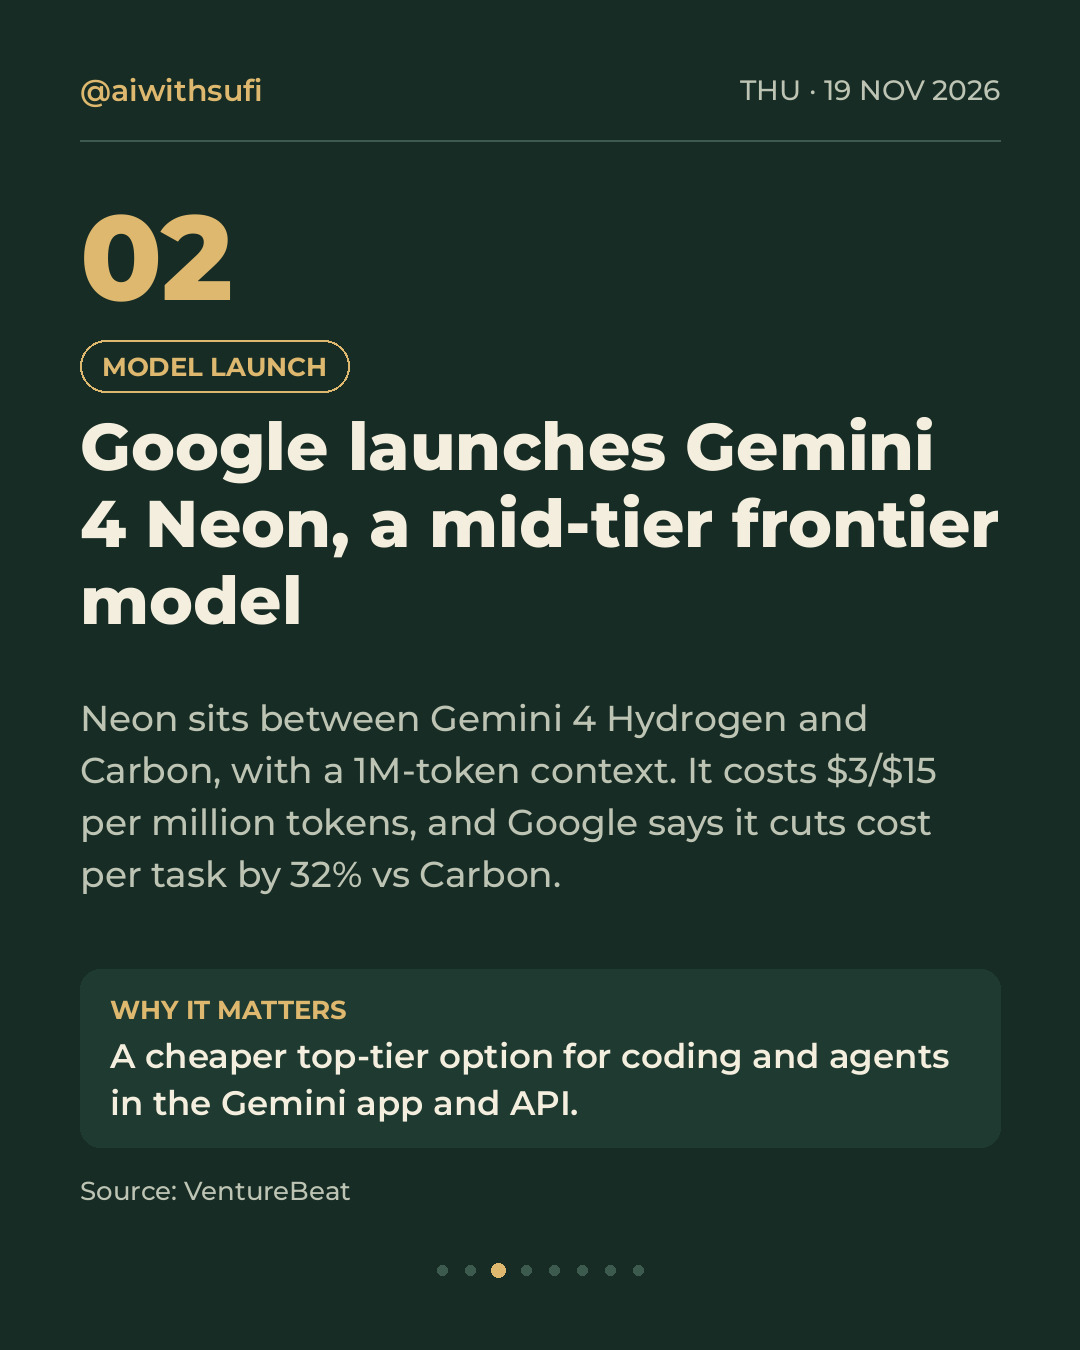 @aiwithsufi
THU · 19 NOV 2026
02
MODEL LAUNCH
Google launches Gemini
4 Neon, a mid-tier frontier
model
Neon sits between Gemini 4 Hydrogen and
Carbon, with a 1M-token context. It costs $3/$15
per million tokens, and Google says it cuts cost
per task by 32% vs Carbon.
WHY IT MATTERS
A cheaper top-tier option for coding and agents
in the Gemini app and API.
Source: VentureBeat